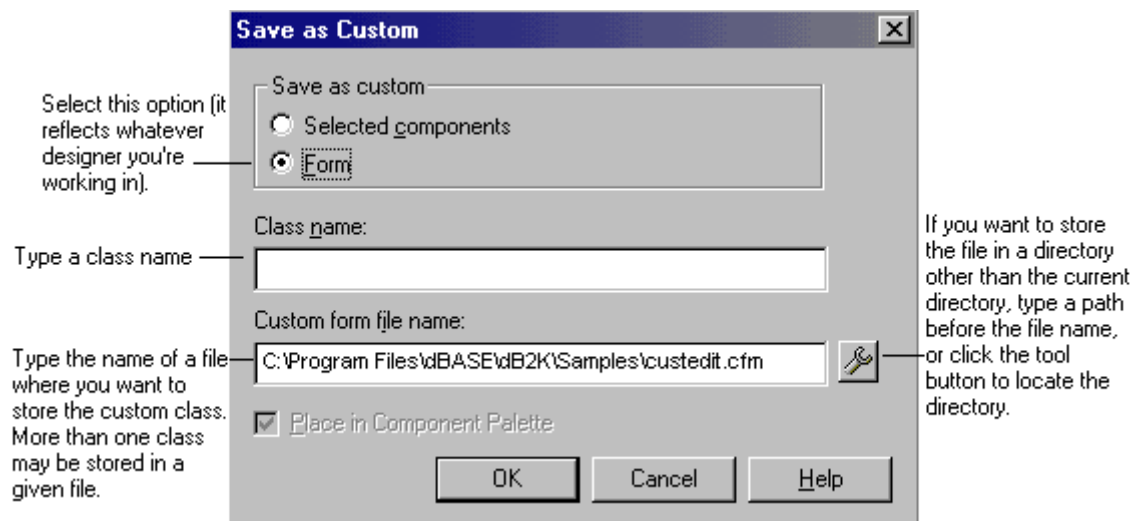 Save as Custom
Save as custom
Selected components
Form
Select this option (it
reflects whatever
designer you're
working in).
Class name:
Type a class name
Custom form file name:
C:\Program Files\dBASE\dB2K\Samples\custedit.cfm
Type the name of a file
where you want to
store the custom class.
More than one class
may be stored in a
given file.
If you want to store
the file in a directory
other than the current
directory, type a path
before the file name,
or click the tool
button to locate the
directory.
Place in Component Palette
OK
Cancel
Help